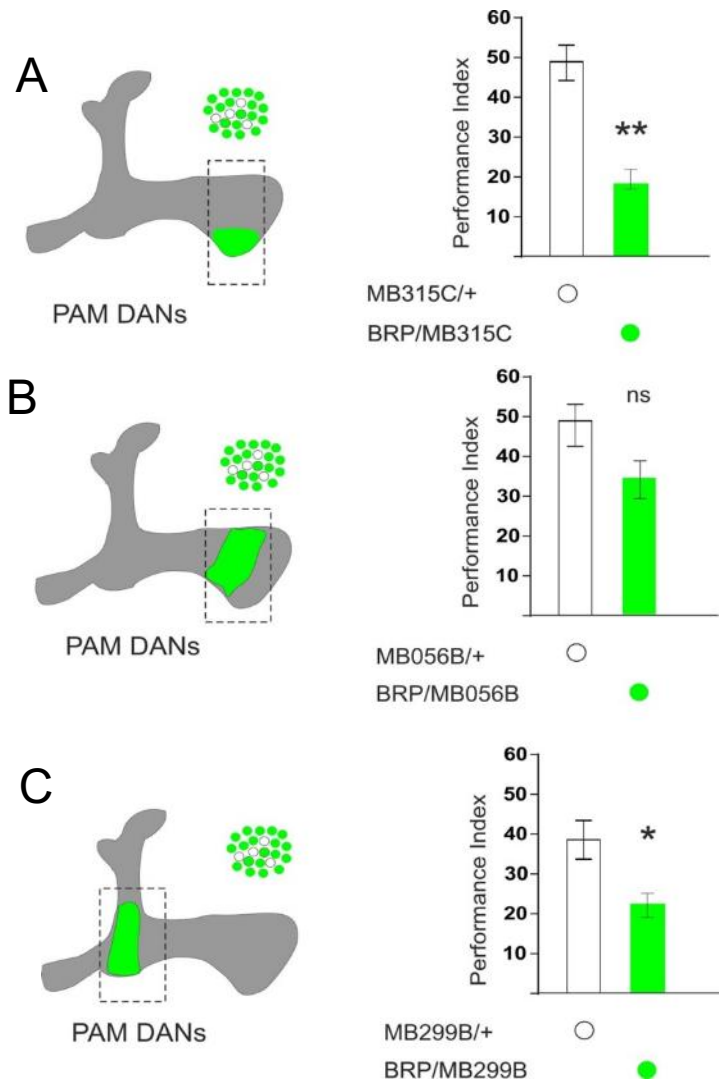 A
PAM DANs
Performance Index
60
50
40
30
20
10
**
MB315C/+
BRP/MB315C
B
PAM DANs
Performance Index
60
50
40
30
20
10
ns
MB056B/+
BRP/MB056B
C
PAM DANs
Performance Index
60
50
40
30
20
10
*
MB299B/+
BRP/MB299B